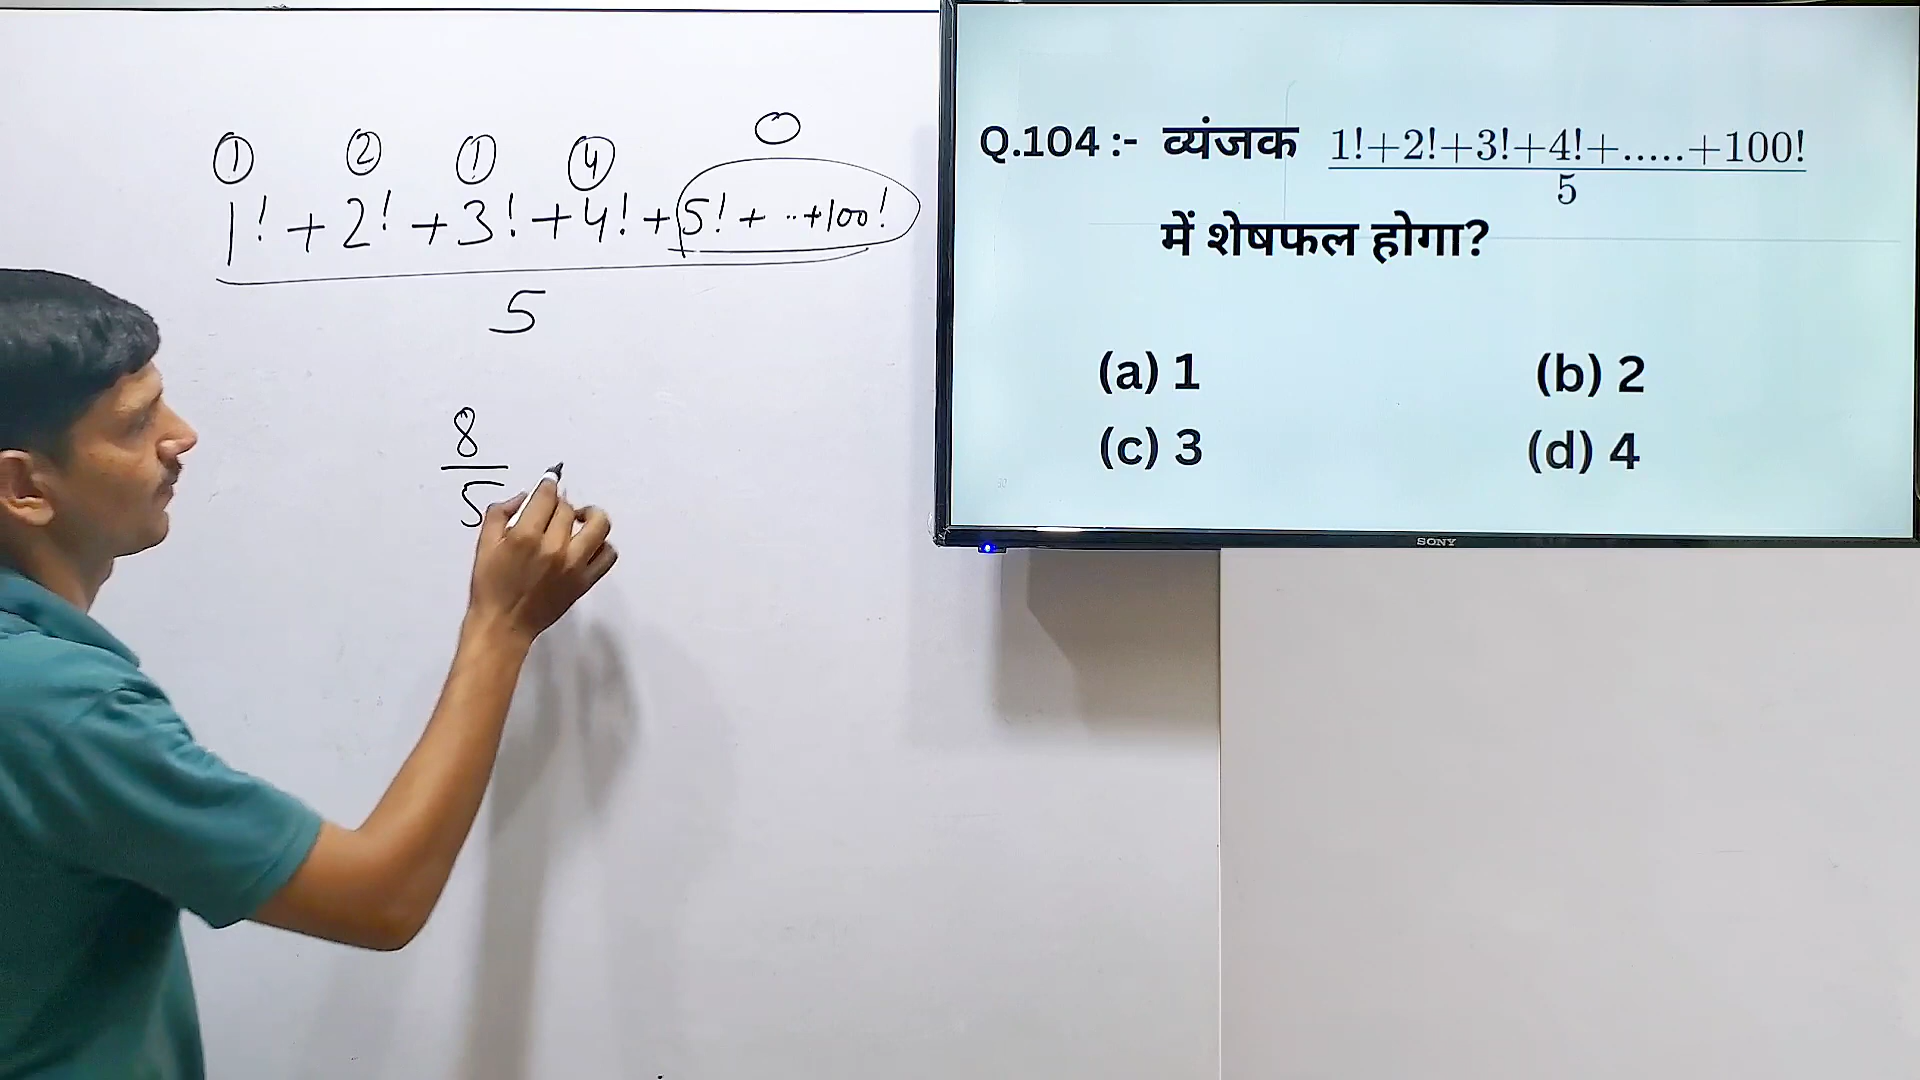 ① ② ① ④ 0
1! + 2! + 3! + 4! + 5! + ..+100!
5
8
5
Q.104 :- व्यंजक 1!+2!+3!+4!+.....+100!
5
में शेषफल होगा?
(a) 1 (b) 2
(c) 3 (d) 4
SONY